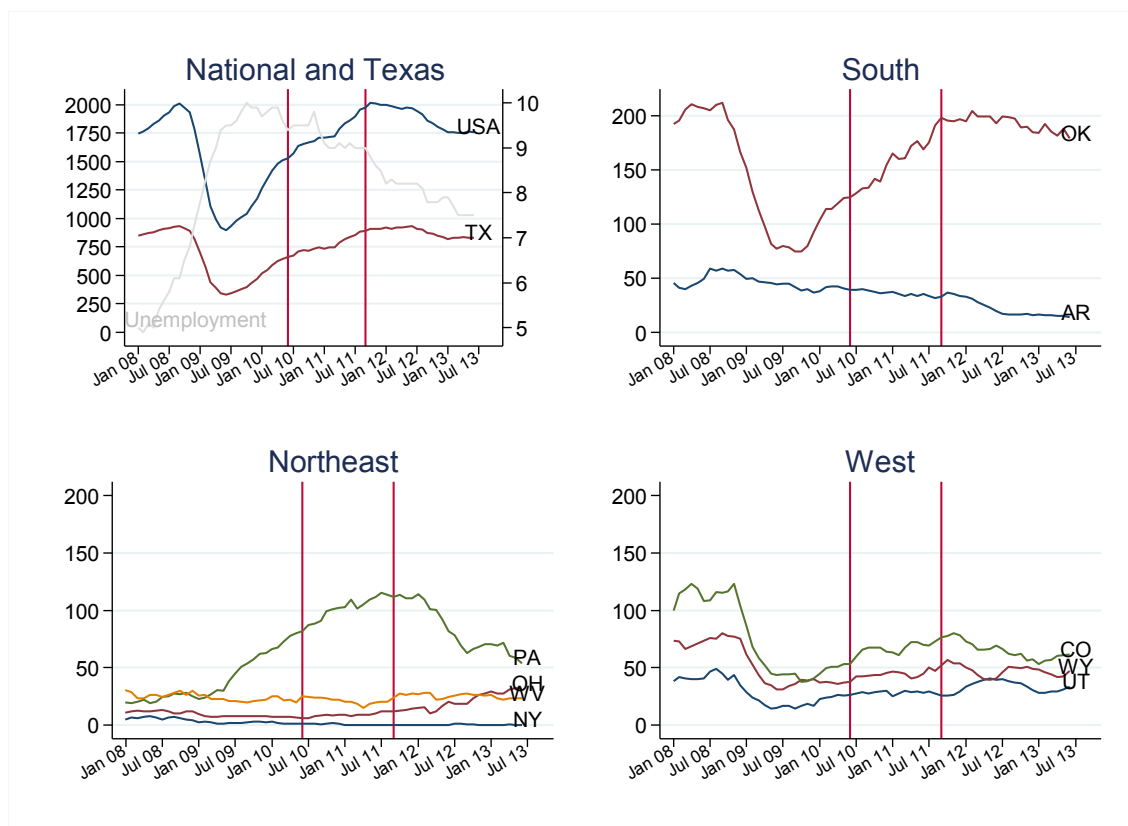 National and Texas
2000
1750
1500
1250
1000
750
500
250
0
10
9
8
7
6
5
USA
TX
Unemployment
Jan 08
Jul 08
Jan 09
Jul 09
Jan 10
Jul 10
Jan 11
Jul 11
Jan 12
Jul 12
Jan 13
Jul 13
South
200
150
100
50
0
OK
AR
Jan 08
Jul 08
Jan 09
Jul 09
Jan 10
Jul 10
Jan 11
Jul 11
Jan 12
Jul 12
Jan 13
Jul 13
Northeast
200
150
100
50
0
PA
OH
WV
NY
Jan 08
Jul 08
Jan 09
Jul 09
Jan 10
Jul 10
Jan 11
Jul 11
Jan 12
Jul 12
Jan 13
Jul 13
West
200
150
100
50
0
CO
WY
UT
Jan 08
Jul 08
Jan 09
Jul 09
Jan 10
Jul 10
Jan 11
Jul 11
Jan 12
Jul 12
Jan 13
Jul 13